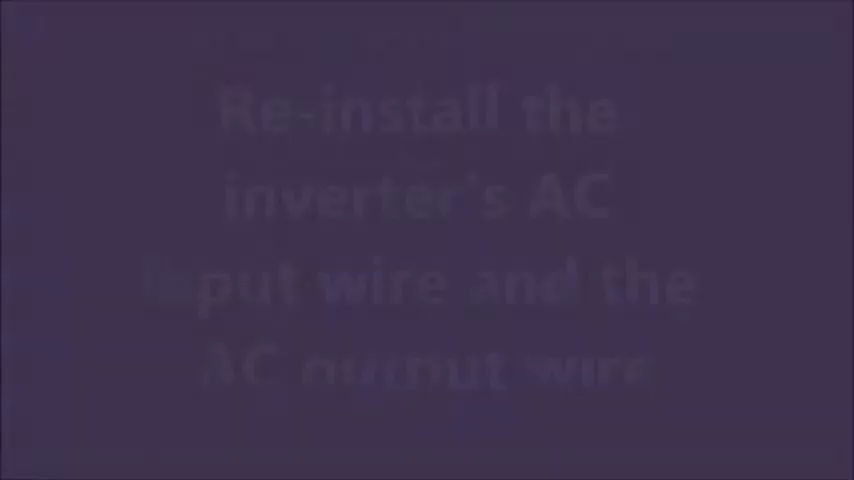 Re-install the
inverter's AC
input wire and the
AC output wire